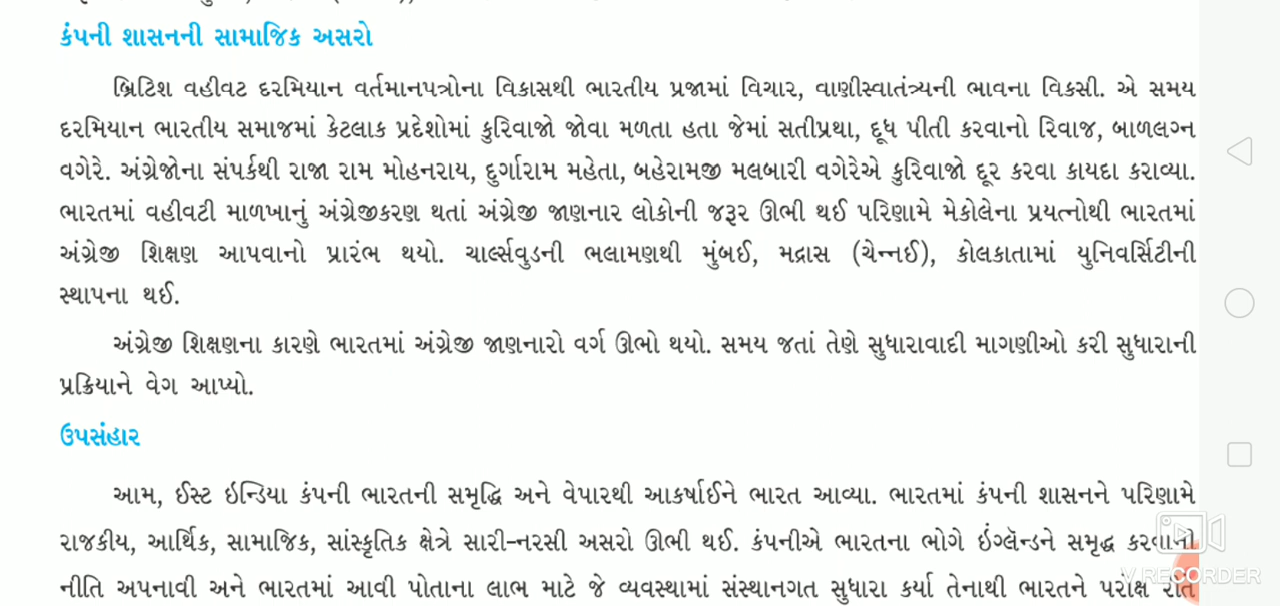 કંપની શાસનની સામાજિક અસરો
બ્રિટિશ વહીવટ દરમિયાન વર્તમાનપત્રોના વિકાસથી ભારતીય પ્રજામાં વિચાર, વાણીસ્વાતંત્ર્યની ભાવના વિકસી. એ સમય
દરમિયાન ભારતીય સમાજમાં કેટલાક પ્રદેશોમાં કુરિવાજો જોવા મળતા હતા જેમાં સતીપ્રથા, દૂધ પીતી કરવાનો રિવાજ, બાળલગ્ન
વગેરે. અંગ્રેજોના સંપર્કથી રાજા રામ મોહનરાય, દુર્ગારામ મહેતા, બહેરામજી મલબારી વગેરેએ કુરિવાજો દૂર કરવા કાયદા કરાવ્યા.
ભારતમાં વહીવટી માળખાનું અંગ્રેજીકરણ થતાં અંગ્રેજી જાણનાર લોકોની જરૂર ઊભી થઈ પરિણામે મેકોલેના પ્રયત્નોથી ભારતમાં
અંગ્રેજી શિક્ષણ આપવાનો પ્રારંભ થયો. ચાર્લ્સવુડની ભલામણથી મુંબઈ, મદ્રાસ (ચેન્નઈ), કોલકાતામાં યુનિવર્સિટીની
સ્થાપના થઈ.
અંગ્રેજી શિક્ષણના કારણે ભારતમાં અંગ્રેજી જાણનારો વર્ગ ઊભો થયો. સમય જતાં તેણે સુધારાવાદી માગણીઓ કરી સુધારાની
પ્રક્રિયાને વેગ આપ્યો.
ઉપસંહાર
આમ, ઈસ્ટ ઇન્ડિયા કંપની ભારતની સમૃદ્ધિ અને વેપારથી આકર્ષાઈને ભારત આવ્યા. ભારતમાં કંપની શાસનને પરિણામે
રાજકીય, આર્થિક, સામાજિક, સાંસ્કૃતિક ક્ષેત્રે સારી-નરસી અસરો ઊભી થઈ. કંપનીએ ભારતના ભોગે ઇંગ્લૅન્ડને સમૃદ્ધ કરવાની
નીતિ અપનાવી અને ભારતમાં આવી પોતાના લાભ માટે જે વ્યવસ્થામાં સંસ્થાનગત સુધારા કર્યા તેનાથી ભારતને પરોક્ષ રીતે
V RECORDER